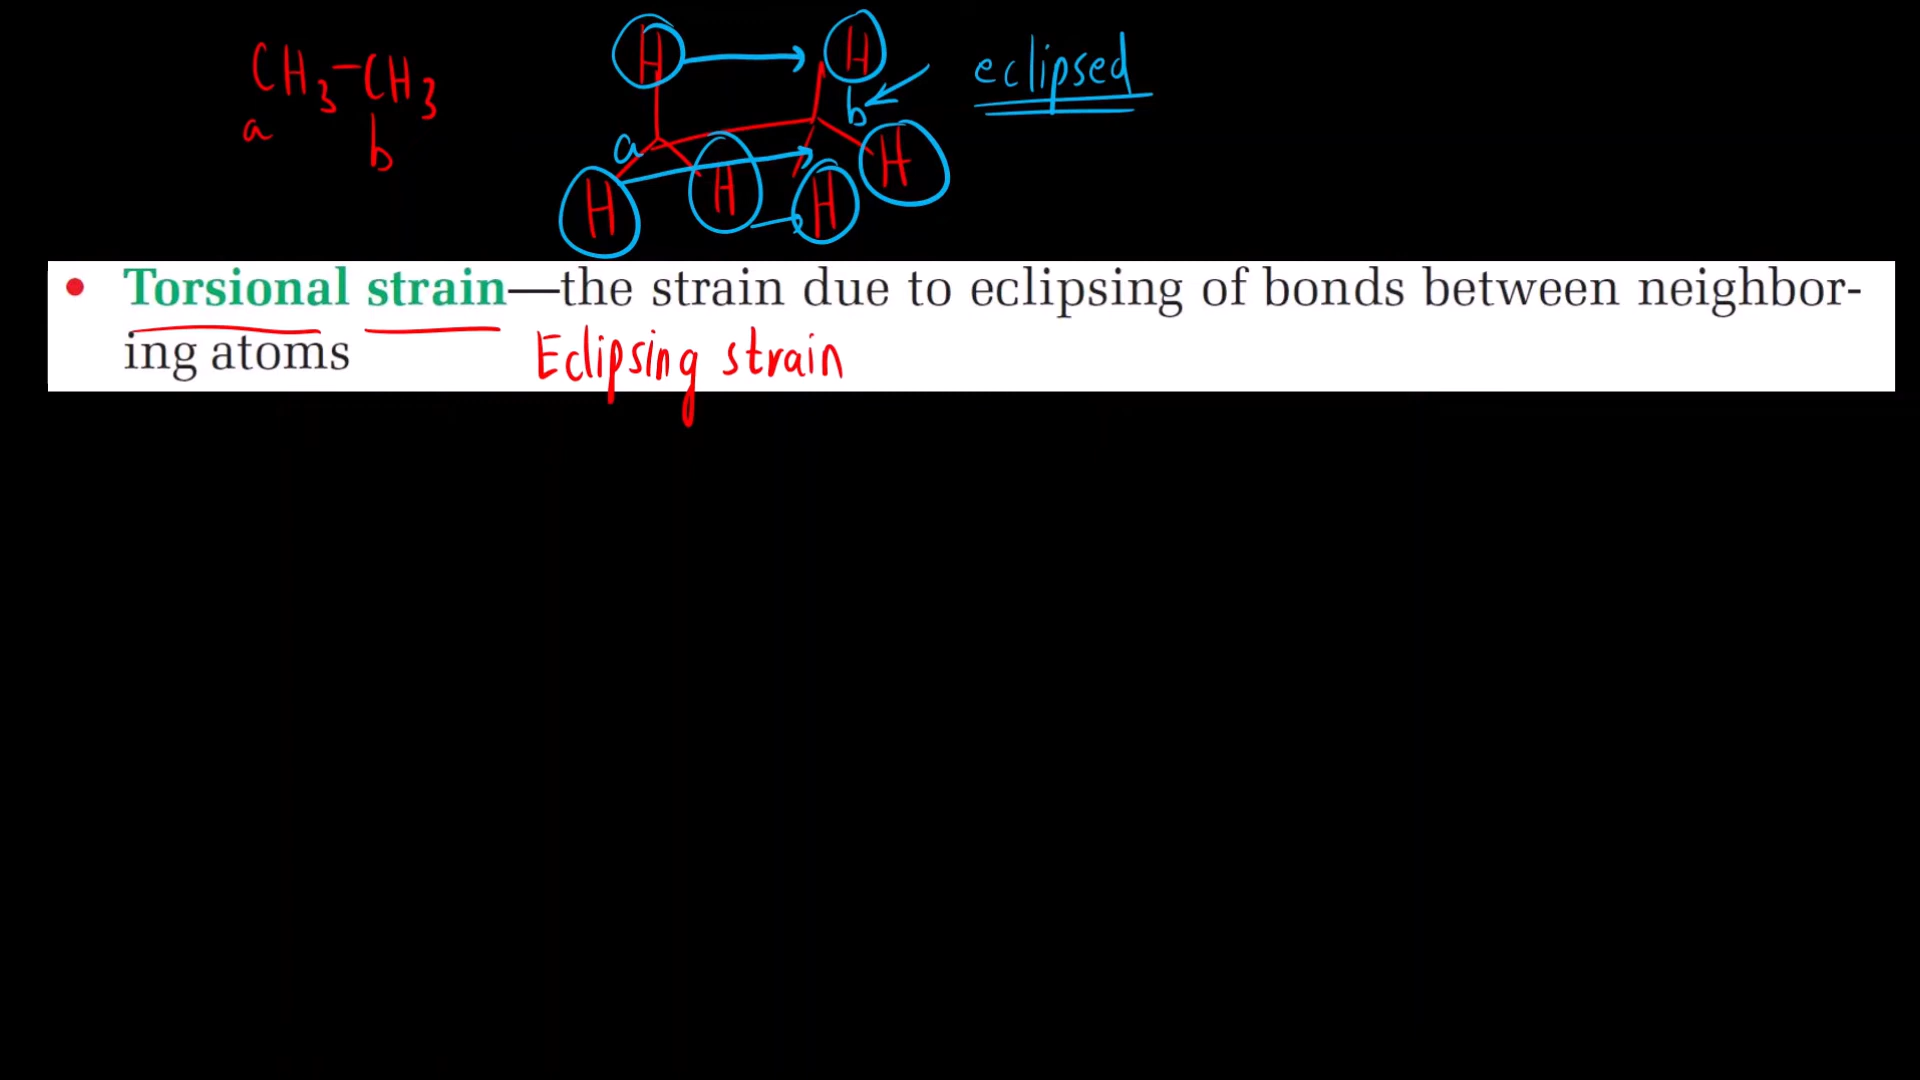 CH3-CH3
a b
H H
eclipsed
a b
H H H H
• Torsional strain—the strain due to eclipsing of bonds between neighbor-
ing atoms
Eclipsing strain